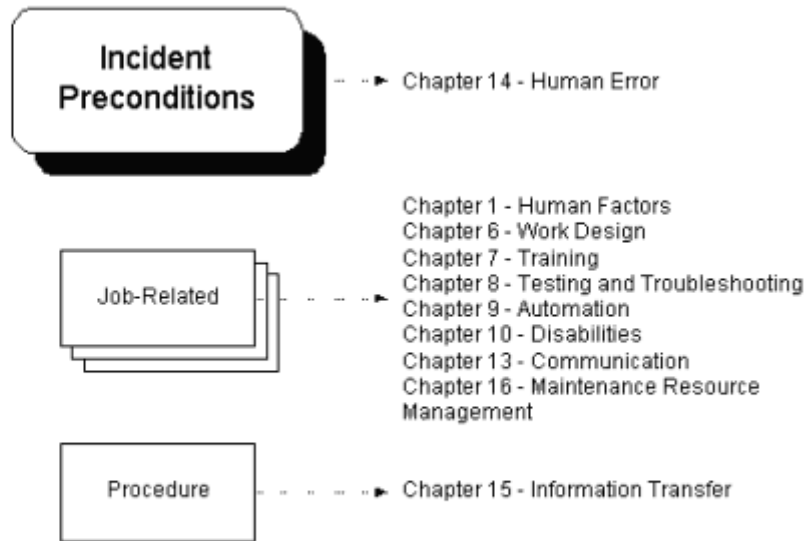 Incident
Preconditions
Chapter 14 - Human Error
Job-Related
Chapter 1 - Human Factors
Chapter 6 - Work Design
Chapter 7 - Training
Chapter 8 - Testing and Troubleshooting
Chapter 9 - Automation
Chapter 10 - Disabilities
Chapter 13 - Communication
Chapter 16 - Maintenance Resource
Management
Procedure
Chapter 15 - Information Transfer